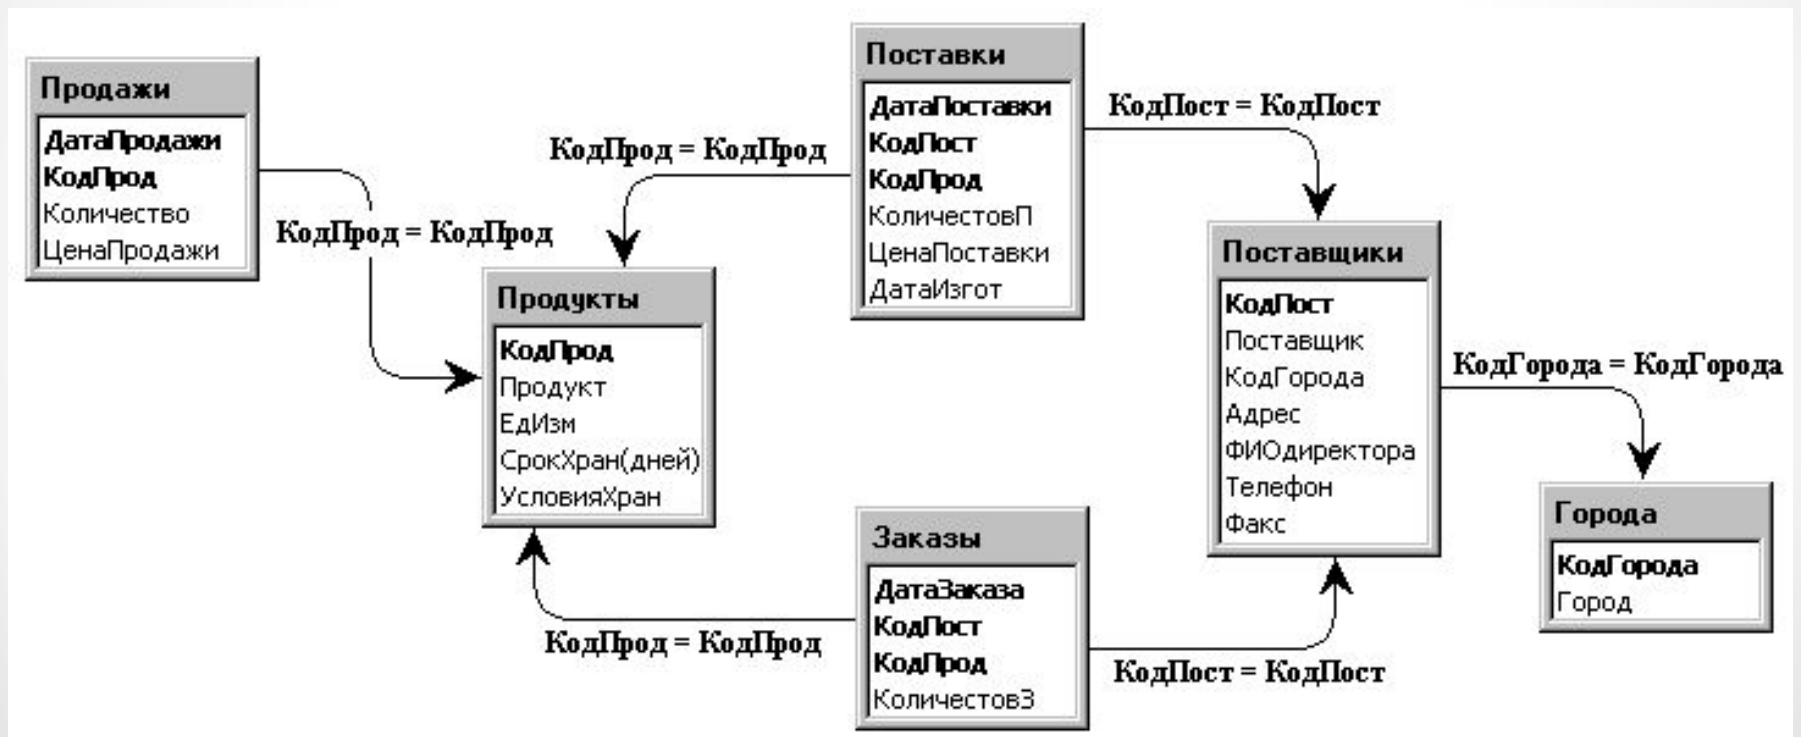 Продажи
ДатаПродажи
КодПрод
Количество
ЦенаПродажи
КодПрод = КодПрод
КодПрод = КодПрод
Поставки
ДатаПоставки
КодПост
КодПрод
КоличестовП
ЦенаПоставки
ДатаИзгот
КодПост = КодПост
Продукты
КодПрод
Продукт
ЕдИзм
СрокХран(дней)
УсловияХран
Поставщики
КодПост
Поставщик
КодГорода
Адрес
ФИОдиректора
Телефон
Факс
КодГорода = КодГорода
Города
КодГорода
Город
Заказы
ДатаЗаказа
КодПост
КодПрод
КоличестовЗ
КодПрод = КодПрод
КодПост = КодПост